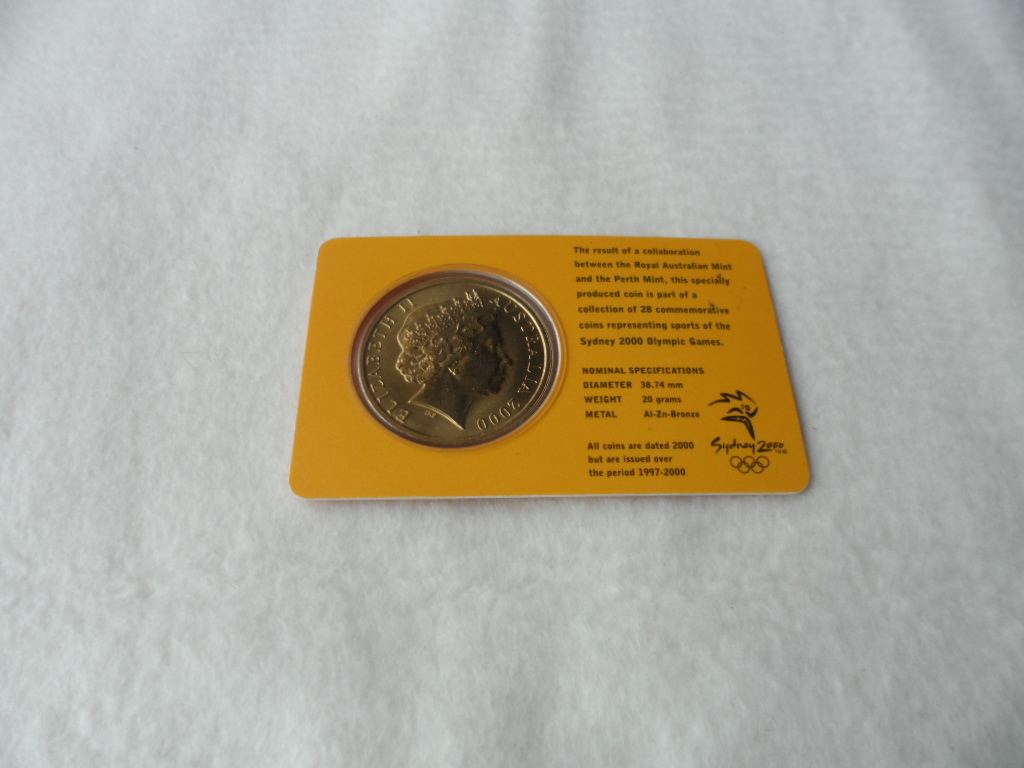 ELIZABETH II
AUSTRALIA 2000
The result of a collaboration
between the Royal Australian Mint
and the Perth Mint, this specially
produced coin is part of a
collection of 28 commemorative
coins representing sports of the
Sydney 2000 Olympic Games.
NOMINAL SPECIFICATIONS
DIAMETER 38.74 mm
WEIGHT 20 grams
METAL Al-Zn-Bronze
All coins are dated 2000
but are issued over
the period 1997-2000
Sydney 2000